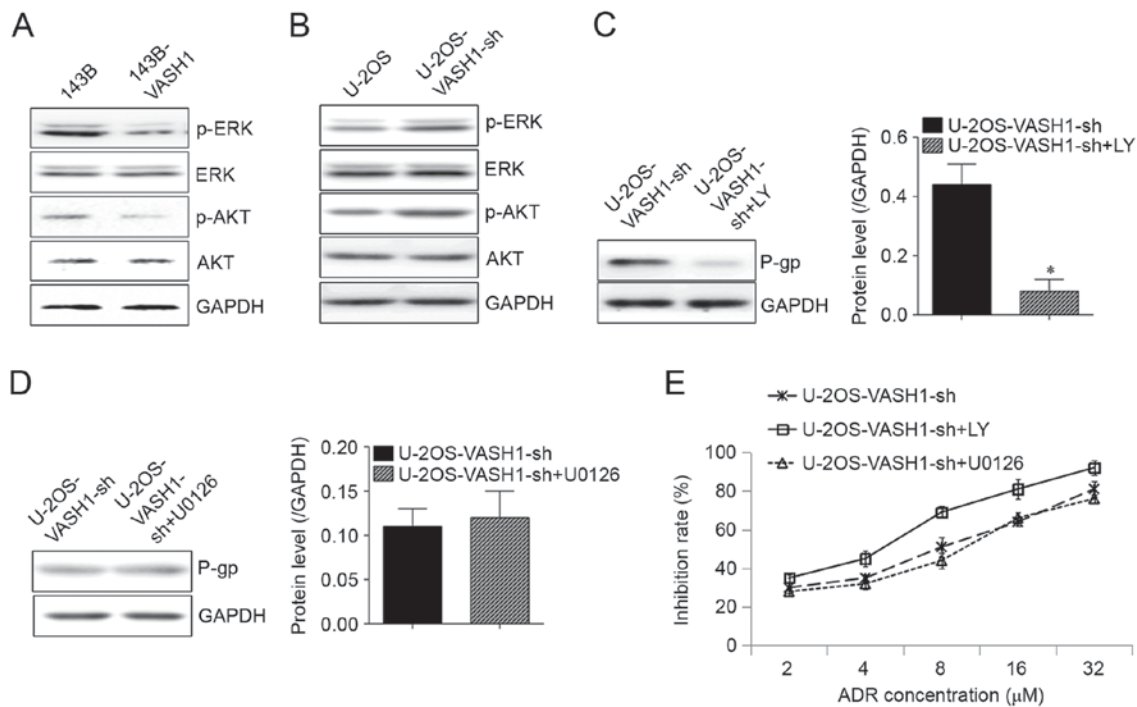 A
143B
143B-
VASH1
p-ERK
ERK
p-AKT
AKT
GAPDH
B
U-2OS
U-2OS-
VASH1-sh
p-ERK
ERK
p-AKT
AKT
GAPDH
C
U-2OS-
VASH1-sh
U-2OS-
VASH1-
sh+LY
P-gp
GAPDH
Protein level (/GAPDH)
0.6
0.4
0.2
0.0
U-2OS-VASH1-sh
U-2OS-VASH1-sh+LY
*
D
U-2OS-
VASH1-sh
U-2OS-
VASH1-
sh+U0126
P-gp
GAPDH
Protein level (/GAPDH)
0.20
0.15
0.10
0.05
0.00
U-2OS-VASH1-sh
U-2OS-VASH1-sh+U0126
E
U-2OS-VASH1-sh
U-2OS-VASH1-sh+LY
U-2OS-VASH1-sh+U0126
Inhibition rate (%)
100
80
60
40
20
0
2 4 8 16 32
ADR concentration (μM)